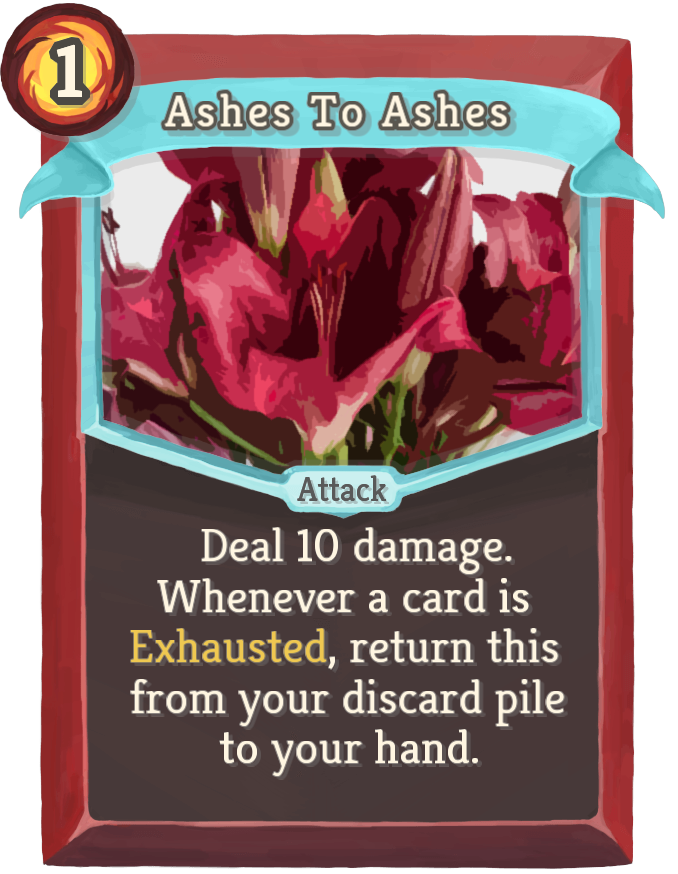 1
Ashes To Ashes
Attack
Deal 10 damage.
Whenever a card is
Exhausted, return this
from your discard pile
to your hand.